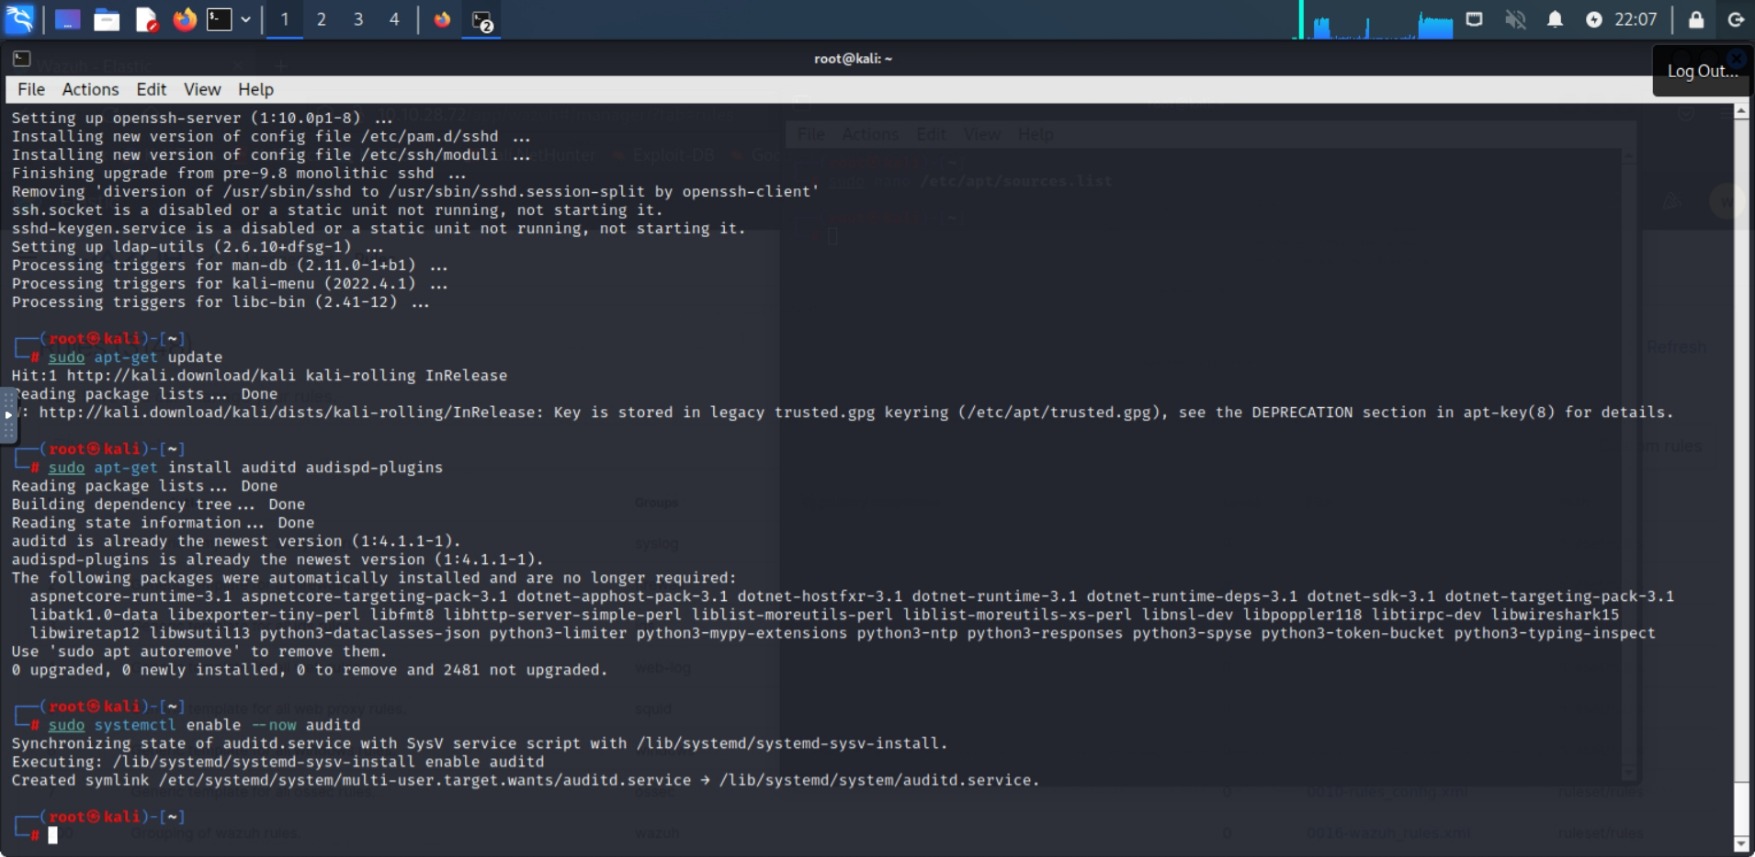 1 2 3 4 22:07
root@kali: ~
Log Out...
File Actions Edit View Help
Setting up openssh-server (1:10.0p1-8) ...
Installing new version of config file /etc/pam.d/sshd ...
Installing new version of config file /etc/ssh/moduli ...
Finishing upgrade from pre-9.8 monolithic sshd ...
Removing 'diversion of /usr/sbin/sshd to /usr/sbin/sshd.session-split by openssh-client'
ssh.socket is a disabled or a static unit not running, not starting it.
sshd-keygen.service is a disabled or a static unit not running, not starting it.
Setting up ldap-utils (2.6.10+dfsg-1) ...
Processing triggers for man-db (2.11.0-1+b1) ...
Processing triggers for kali-menu (2022.4.1) ...
Processing triggers for libc-bin (2.41-12) ...
(root㉿kali)-[~]
# sudo apt-get update
Hit:1 http://kali.download/kali kali-rolling InRelease
Reading package lists... Done
W: http://kali.download/kali/dists/kali-rolling/InRelease: Key is stored in legacy trusted.gpg keyring (/etc/apt/trusted.gpg), see the DEPRECATION section in apt-key(8) for details.
(root㉿kali)-[~]
# sudo apt-get install auditd audispd-plugins
Reading package lists... Done
Building dependency tree... Done
Reading state information... Done
auditd is already the newest version (1:4.1.1-1).
audispd-plugins is already the newest version (1:4.1.1-1).
The following packages were automatically installed and are no longer required:
aspnetcore-runtime-3.1 aspnetcore-targeting-pack-3.1 dotnet-apphost-pack-3.1 dotnet-hostfxr-3.1 dotnet-runtime-3.1 dotnet-runtime-deps-3.1 dotnet-sdk-3.1 dotnet-targeting-pack-3.1
libatk1.0-data libexporter-tiny-perl libfmt8 libhttp-server-simple-perl liblist-moreutils-perl liblist-moreutils-xs-perl libnsl-dev libpoppler118 libtirpc-dev libwireshark15
libwiretap12 libwsutil13 python3-dataclasses-json python3-limiter python3-mypy-extensions python3-ntp python3-responses python3-spyse python3-token-bucket python3-typing-inspect
Use 'sudo apt autoremove' to remove them.
0 upgraded, 0 newly installed, 0 to remove and 2481 not upgraded.
(root㉿kali)-[~]
# sudo systemctl enable --now auditd
Synchronizing state of auditd.service with SysV service script with /lib/systemd/systemd-sysv-install.
Executing: /lib/systemd/systemd-sysv-install enable auditd
Created symlink /etc/systemd/system/multi-user.target.wants/auditd.service → /lib/systemd/system/auditd.service.
(root㉿kali)-[~]
#